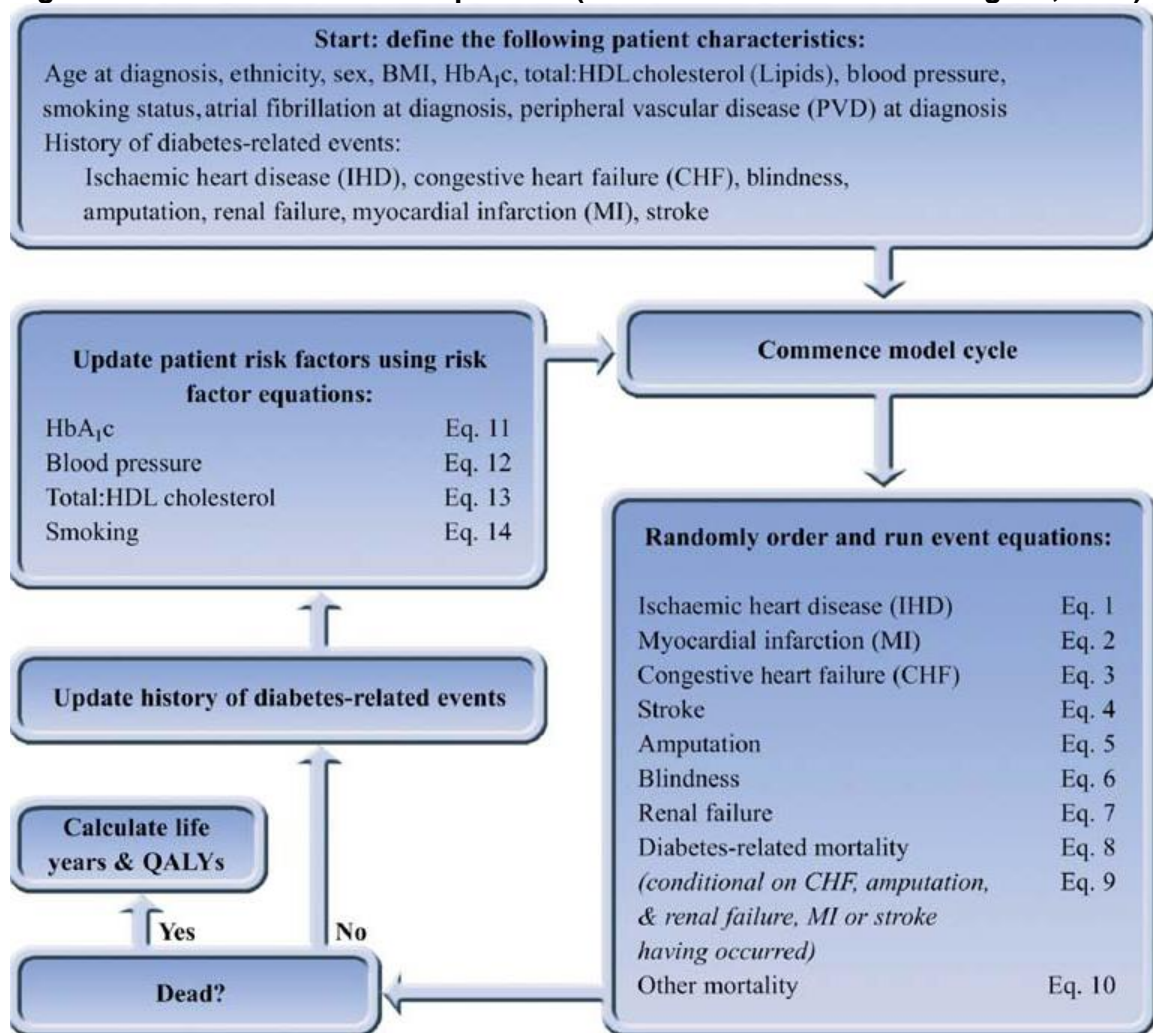 Start: define the following patient characteristics:
Age at diagnosis, ethnicity, sex, BMI, HbA₁c, total:HDL cholesterol (Lipids), blood pressure,
smoking status, atrial fibrillation at diagnosis, peripheral vascular disease (PVD) at diagnosis
History of diabetes-related events:
Ischaemic heart disease (IHD), congestive heart failure (CHF), blindness,
amputation, renal failure, myocardial infarction (MI), stroke
Commence model cycle
Update patient risk factors using risk
factor equations:
HbA₁c Eq. 11
Blood pressure Eq. 12
Total:HDL cholesterol Eq. 13
Smoking Eq. 14
Randomly order and run event equations:
Ischaemic heart disease (IHD) Eq. 1
Myocardial infarction (MI) Eq. 2
Congestive heart failure (CHF) Eq. 3
Stroke Eq. 4
Amputation Eq. 5
Blindness Eq. 6
Renal failure Eq. 7
Diabetes-related mortality Eq. 8
(conditional on CHF, amputation, Eq. 9
& renal failure, MI or stroke
having occurred)
Other mortality Eq. 10
Update history of diabetes-related events
Calculate life
years & QALYs
Yes
No
Dead?